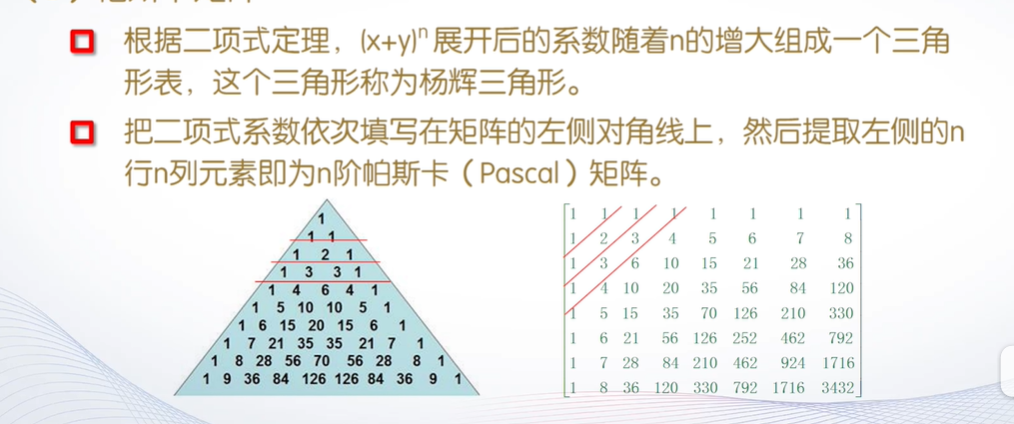 根据二项式定理，(x+y)ⁿ 展开后的系数随着n的增大组成一个三角
形表，这个三角形称为杨辉三角形。
把二项式系数依次填写在矩阵的左侧对角线上，然后提取左侧的n
行n列元素即为n阶帕斯卡（Pascal）矩阵。
1
1 1
1 2 1
1 3 3 1
1 4 6 4 1
1 5 10 10 5 1
1 6 15 20 15 6 1
1 7 21 35 35 21 7 1
1 8 28 56 70 56 28 8 1
1 9 36 84 126 126 84 36 9 1
1 1 1 1 1 1 1 1
1 2 3 4 5 6 7 8
1 3 6 10 15 21 28 36
1 4 10 20 35 56 84 120
1 5 15 35 70 126 210 330
1 6 21 56 126 252 462 792
1 7 28 84 210 462 924 1716
1 8 36 120 330 792 1716 3432